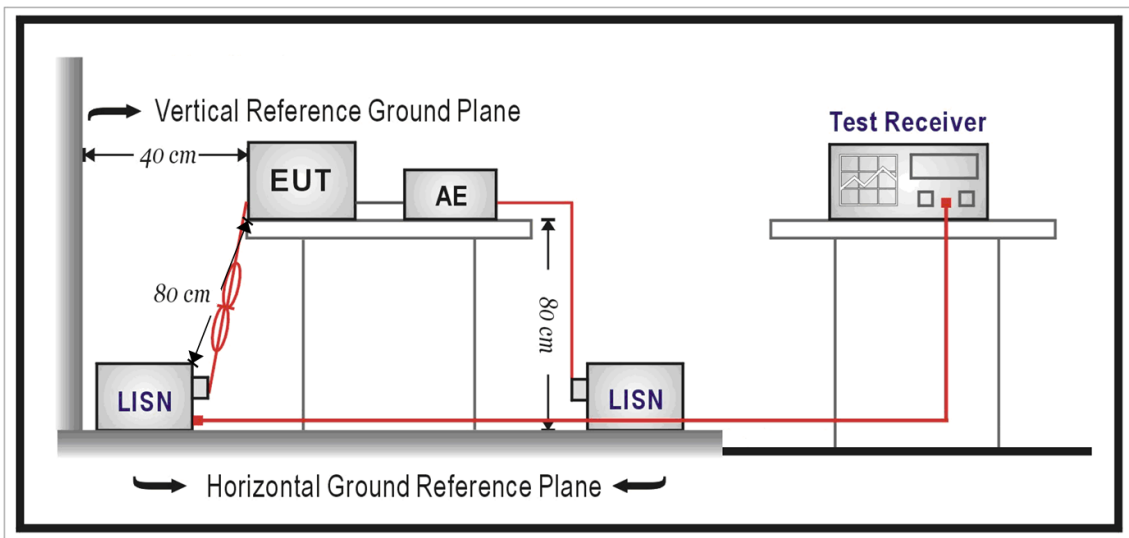 Vertical Reference Ground Plane
Test Receiver
40 cm
EUT
AE
80 cm
80 cm
LISN
LISN
Horizontal Ground Reference Plane